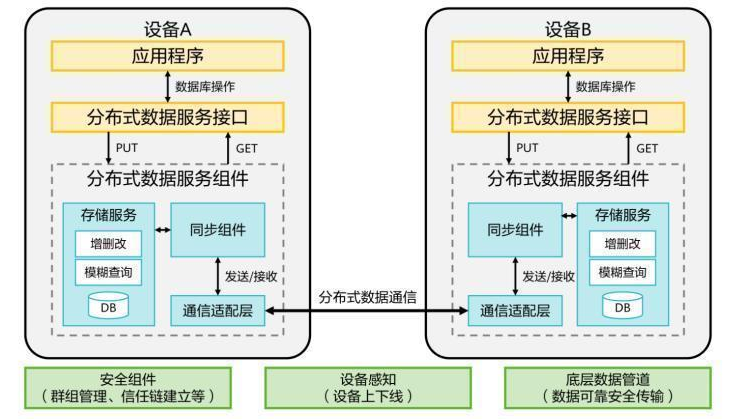 设备A
应用程序
数据库操作
分布式数据服务接口
PUT
GET
分布式数据服务组件
存储服务
增删改
模糊查询
DB
同步组件
发送/接收
通信适配层
分布式数据通信
设备B
应用程序
数据库操作
分布式数据服务接口
PUT
GET
分布式数据服务组件
同步组件
发送/接收
通信适配层
存储服务
增删改
模糊查询
DB
安全组件
（群组管理、信任链建立等）
设备感知
（设备上下线）
底层数据管道
（数据可靠安全传输）